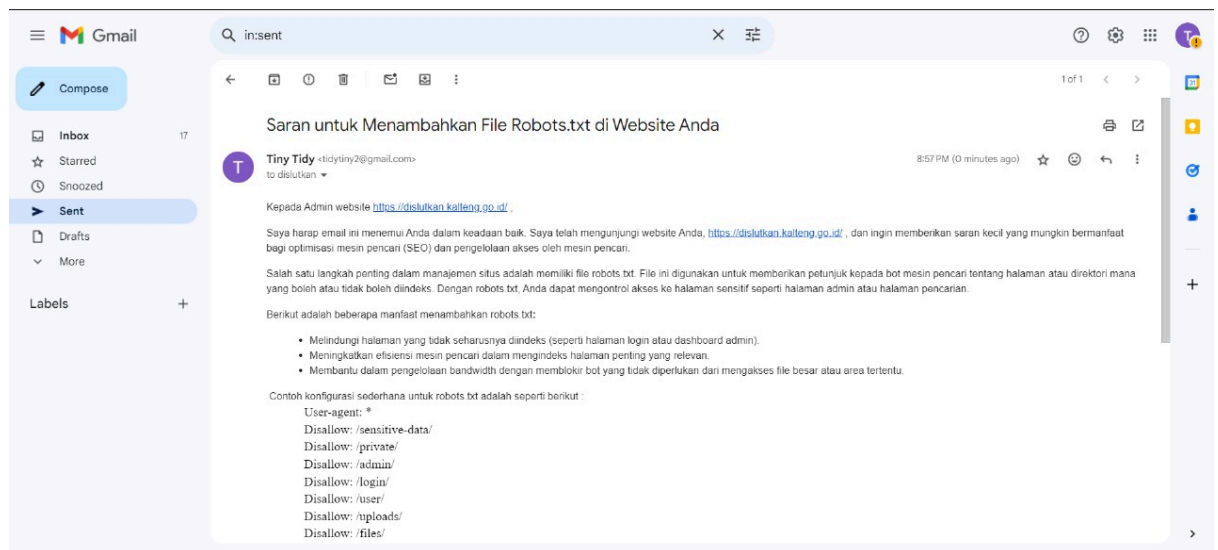 Gmail
in:sent
Compose
1 of 1
Saran untuk Menambahkan File Robots.txt di Website Anda
Inbox 17
Starred
Snoozed
Sent
Drafts
More
Labels
T
Tiny Tidy <tidytiny2@gmail.com>
8:57 PM (0 minutes ago)
to dislutkan
Kepada Admin website https://dislutkan.kalteng.go.id/ ,
Saya harap email ini menemui Anda dalam keadaan baik. Saya telah mengunjungi website Anda, https://dislutkan.kalteng.go.id/ , dan ingin memberikan saran kecil yang mungkin bermanfaat
bagi optimisasi mesin pencari (SEO) dan pengelolaan akses oleh mesin pencari.
Salah satu langkah penting dalam manajemen situs adalah memiliki file robots.txt. File ini digunakan untuk memberikan petunjuk kepada bot mesin pencari tentang halaman atau direktori mana
yang boleh atau tidak boleh diindeks. Dengan robots.txt, Anda dapat mengontrol akses ke halaman sensitif seperti halaman admin atau halaman pencarian.
Berikut adalah beberapa manfaat menambahkan robots.txt:
• Melindungi halaman yang tidak seharusnya diindeks (seperti halaman login atau dashboard admin).
• Meningkatkan efisiensi mesin pencari dalam mengindeks halaman penting yang relevan.
• Membantu dalam pengelolaan bandwidth dengan memblokir bot yang tidak diperlukan dari mengakses file besar atau area tertentu.
Contoh konfigurasi sederhana untuk robots.txt adalah seperti berikut :
User-agent: *
Disallow: /sensitive-data/
Disallow: /private/
Disallow: /admin/
Disallow: /login/
Disallow: /user/
Disallow: /uploads/
Disallow: /files/
T
31